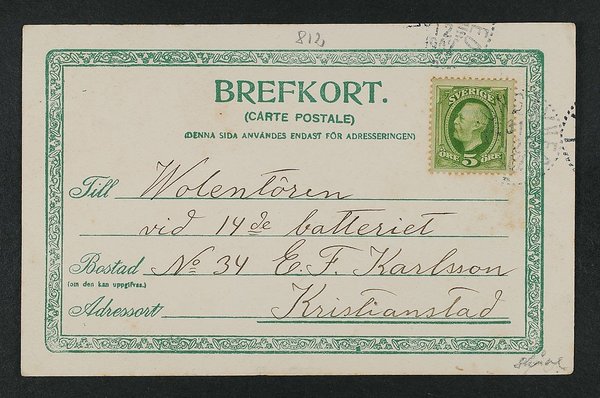 812
BREFKORT.
(CARTE POSTALE)
(DENNA SIDA ANVÄNDES ENDAST FÖR ADRESSERINGEN)
SVERIGE
ÖRE 5 ÖRE
Till Wolentären
vid 14de batteriet
Bostad No 34 E. F. Karlsson
(om den kan uppgifvas.)
Adressort Kristianstad